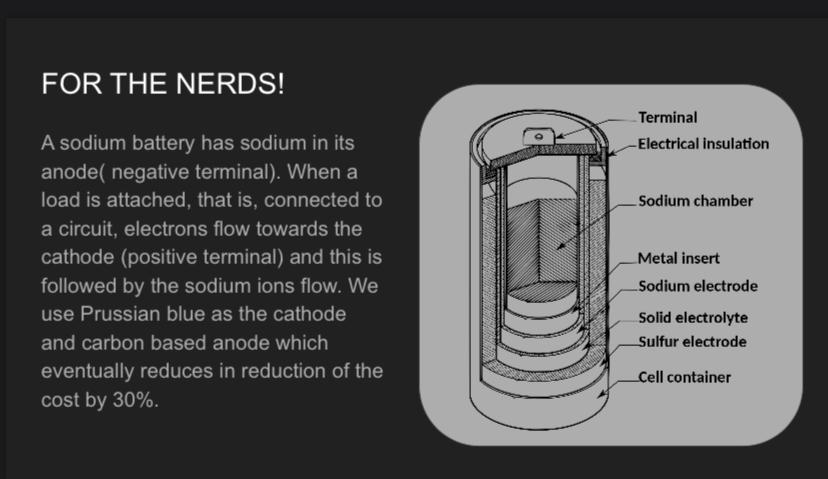 FOR THE NERDS!
A sodium battery has sodium in its
anode( negative terminal). When a
load is attached, that is, connected to
a circuit, electrons flow towards the
cathode (positive terminal) and this is
followed by the sodium ions flow. We
use Prussian blue as the cathode
and carbon based anode which
eventually reduces in reduction of the
cost by 30%.
Terminal
Electrical insulation
Sodium chamber
Metal insert
Sodium electrode
Solid electrolyte
Sulfur electrode
Cell container